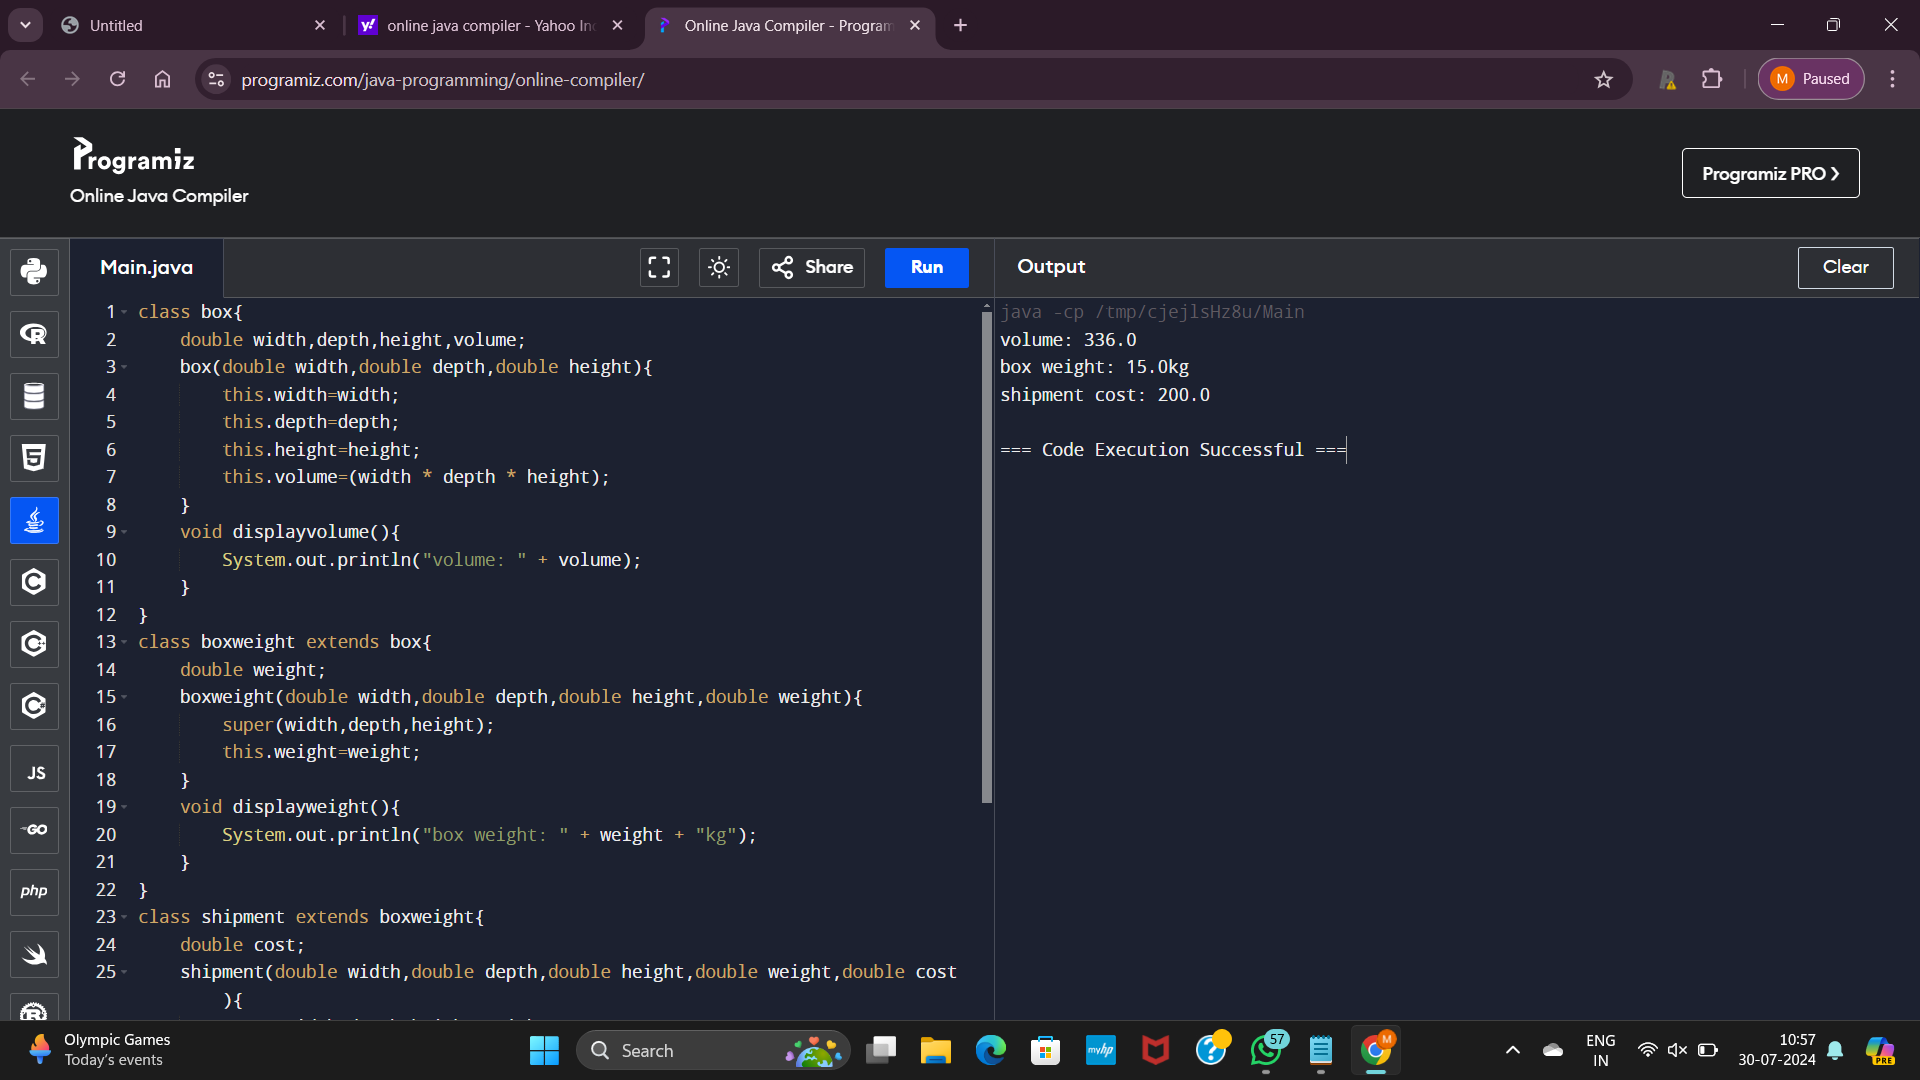 Untitled
online java compiler - Yahoo In
Online Java Compiler - Program
programiz.com/java-programming/online-compiler/
M Paused
Programiz
Online Java Compiler
Programiz PRO
Main.java
Share
Run
Output
Clear
1 class box{
2 double width,depth,height,volume;
3 box(double width,double depth,double height){
4 this.width=width;
5 this.depth=depth;
6 this.height=height;
7 this.volume=(width * depth * height);
8 }
9 void displayvolume(){
10 System.out.println("volume: " + volume);
11 }
12 }
13 class boxweight extends box{
14 double weight;
15 boxweight(double width,double depth,double height,double weight){
16 super(width,depth,height);
17 this.weight=weight;
18 }
19 void displayweight(){
20 System.out.println("box weight: " + weight + "kg");
21 }
22 }
23 class shipment extends boxweight{
24 double cost;
25 shipment(double width,double depth,double height,double weight,double cost
){
java -cp /tmp/cjejlsHz8u/Main
volume: 336.0
box weight: 15.0kg
shipment cost: 200.0
=== Code Execution Successful ===
JS
GO
php
Olympic Games
Today's events
Search
myhp
57
M
ENG
IN
10:57
30-07-2024
PRE